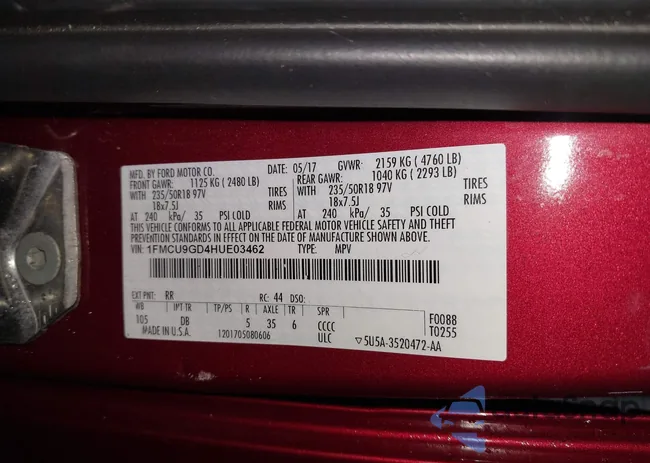 MFD. BY FORD MOTOR CO. DATE: 05/17 GVWR: 2159 KG ( 4760 LB)
FRONT GAWR: 1125 KG ( 2480 LB) REAR GAWR: 1040 KG ( 2293 LB)
WITH 235/50R18 97V TIRES WITH 235/50R18 97V TIRES
18x7.5J RIMS 18x7.5J RIMS
AT 240 kPa/ 35 PSI COLD AT 240 kPa/ 35 PSI COLD
THIS VEHICLE CONFORMS TO ALL APPLICABLE FEDERAL MOTOR VEHICLE SAFETY AND THEFT
PREVENTION STANDARDS IN EFFECT ON THE DATE OF MANUFACTURE SHOWN ABOVE.
VIN: 1FMCU9GD4HUE03462 TYPE: MPV
EXT PNT: RR RC: 44 DSO: F0088
WB INT TR TP/PS R AXLE TR SPR T0255
105 DB 5 35 6 CCCC
MADE IN U.S.A. 1201705080606 ULC ▽5U5A-3520472-AA